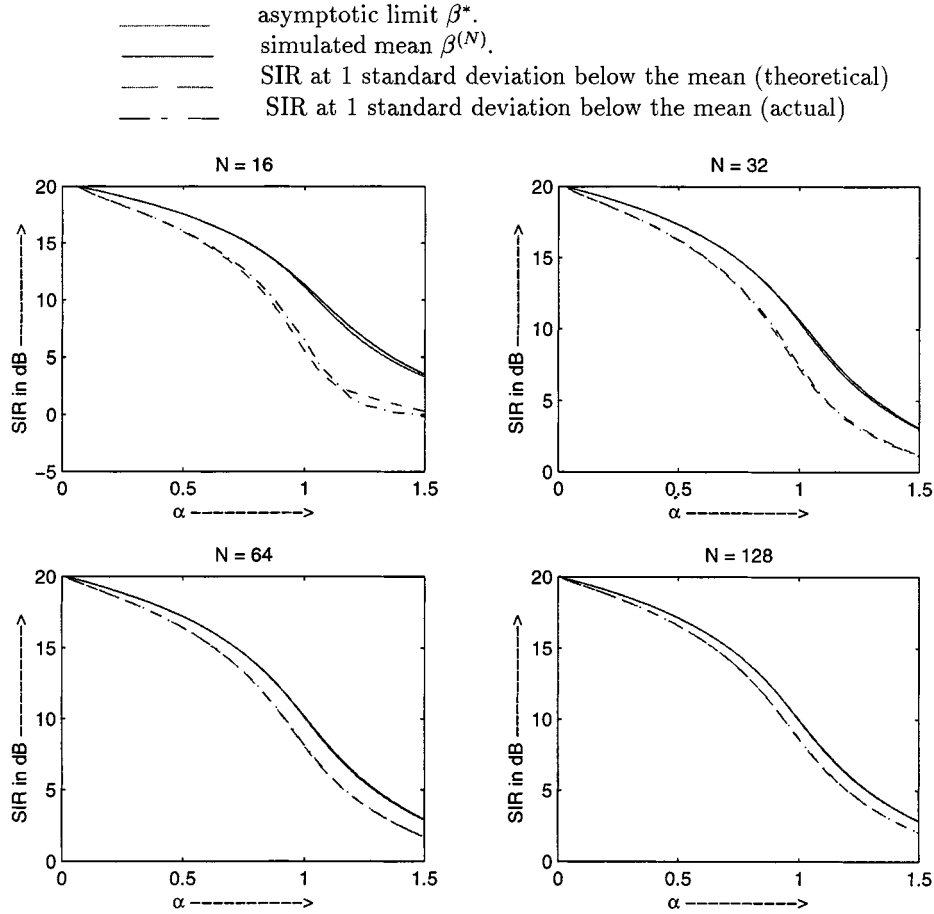 asymptotic limit β*.
simulated mean β^(N).
SIR at 1 standard deviation below the mean (theoretical)
SIR at 1 standard deviation below the mean (actual)
N = 16
20
15
10
5
0
−5
SIR in dB ---------->
0
0.5
1
1.5
α ------------->
N = 32
20
15
10
5
0
SIR in dB ---------->
0
0.5
1
1.5
α ------------->
N = 64
20
15
10
5
0
SIR in dB ---------->
0
0.5
1
1.5
α ------------->
N = 128
20
15
10
5
0
SIR in dB ---------->
0
0.5
1
1.5
α ------------->